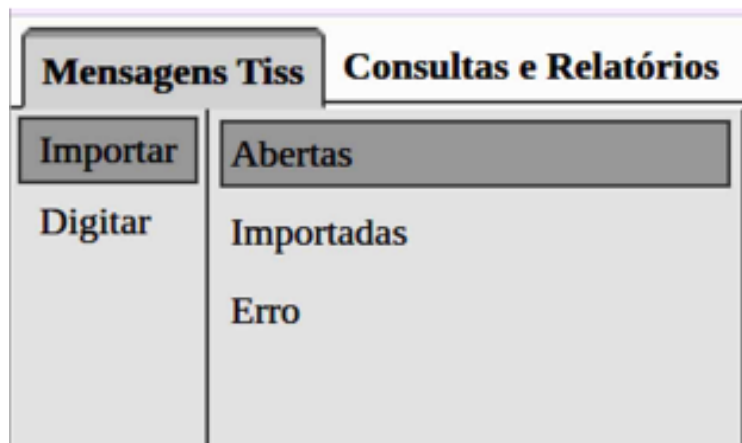 Mensagens Tiss
Consultas e Relatórios
Importar
Digitar
Abertas
Importadas
Erro